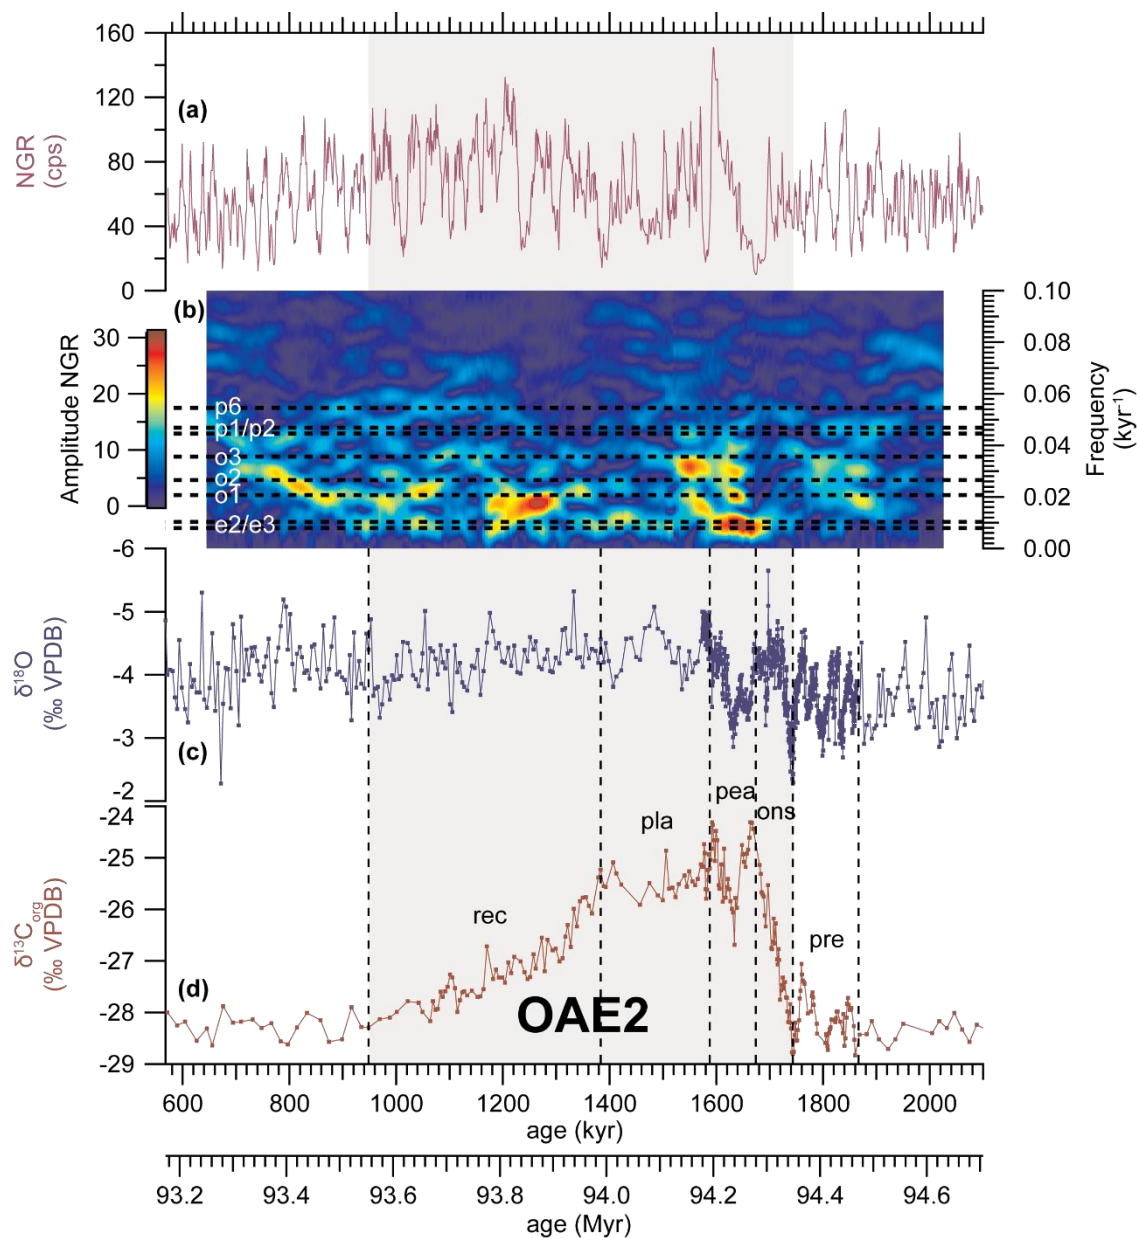 160
120
80
40
0
NGR
(cps)
(a)
(b)
30
20
10
0
Amplitude NGR
p6
p1/p2
o3
o2
o1
e2/e3
0.10
0.08
0.06
0.04
0.02
0.00
Frequency
(kyr⁻¹)
-6
-5
-4
-3
-2
δ¹⁸O
(‰ VPDB)
(c)
-24
-25
-26
-27
-28
-29
δ¹³Corg
(‰ VPDB)
(d)
pea
ons
pla
rec
pre
OAE2
600 800 1000 1200 1400 1600 1800 2000
age (kyr)
93.2 93.4 93.6 93.8 94.0 94.2 94.4 94.6
age (Myr)